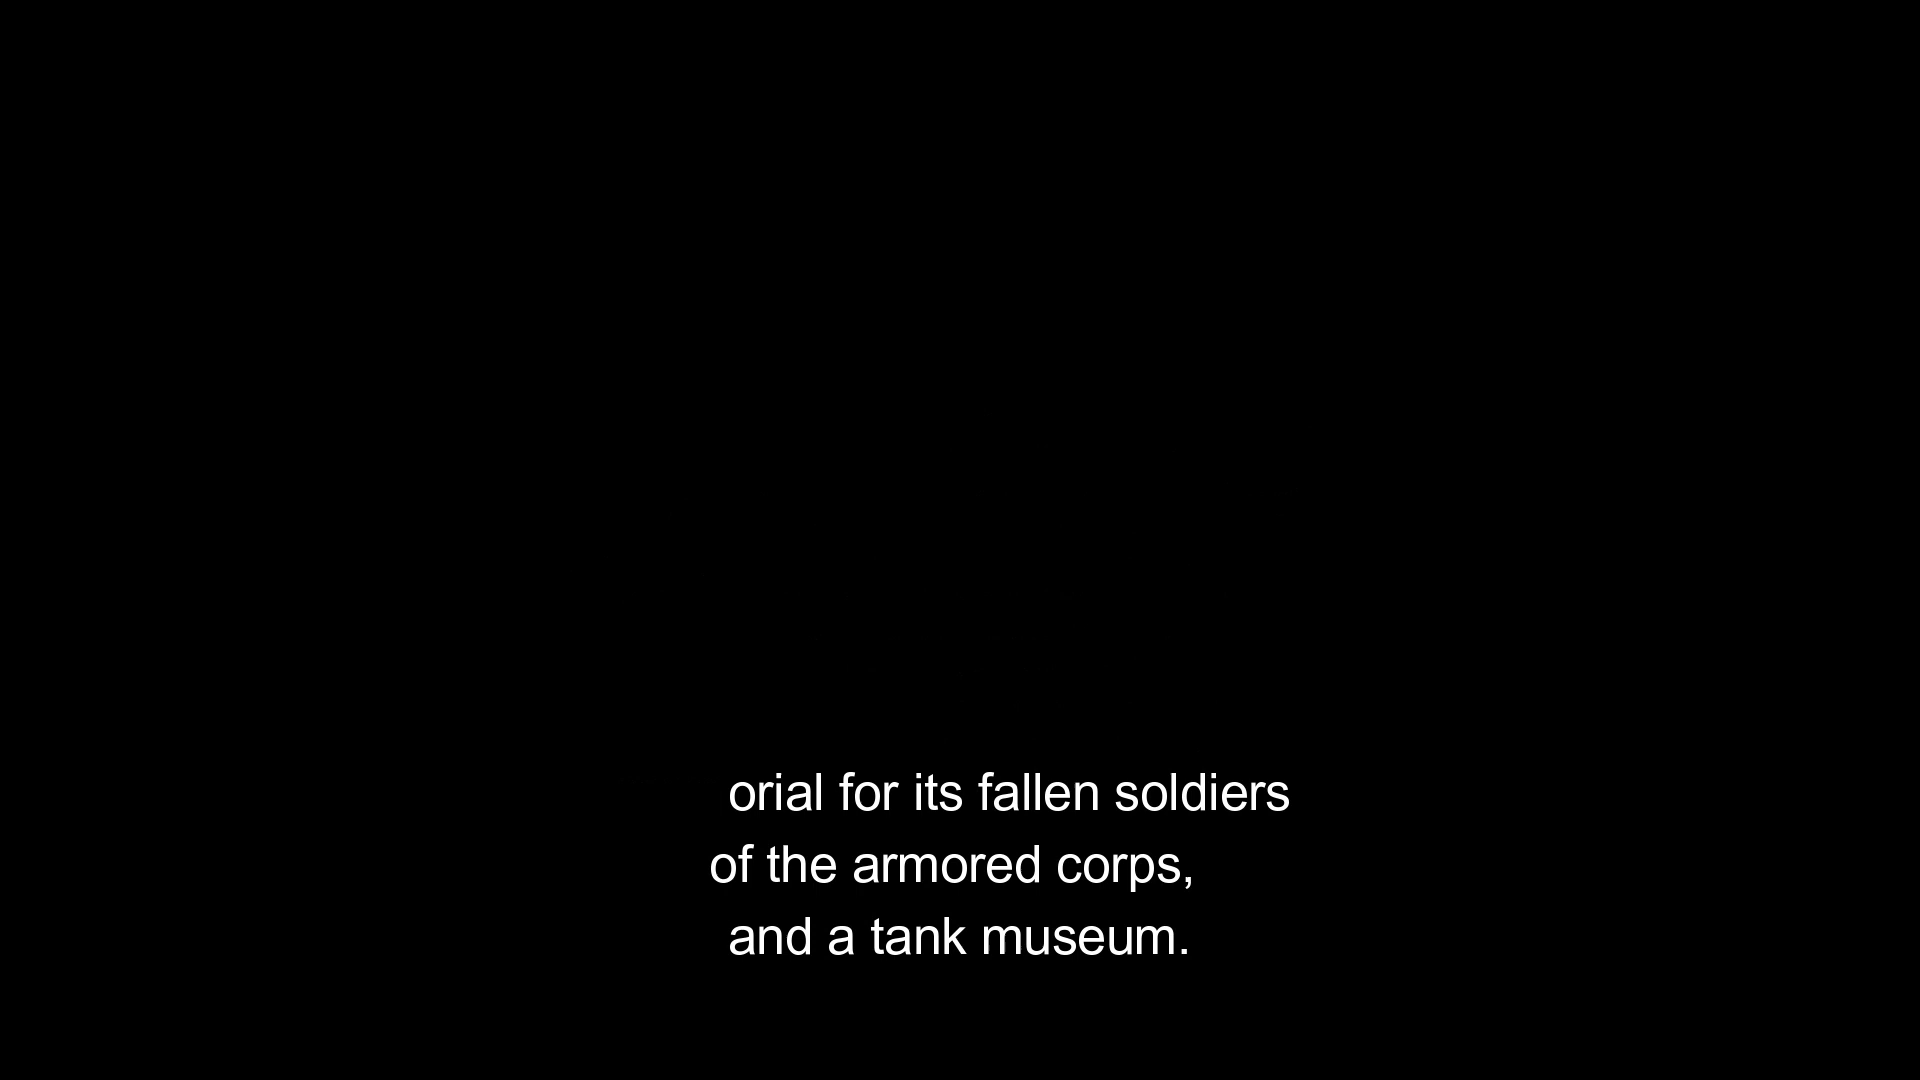 orial for its fallen soldiers
of the armored corps,
and a tank museum.